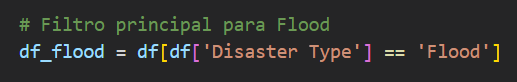 # Filtro principal para Flood
df_flood = df[df['Disaster Type'] == 'Flood']